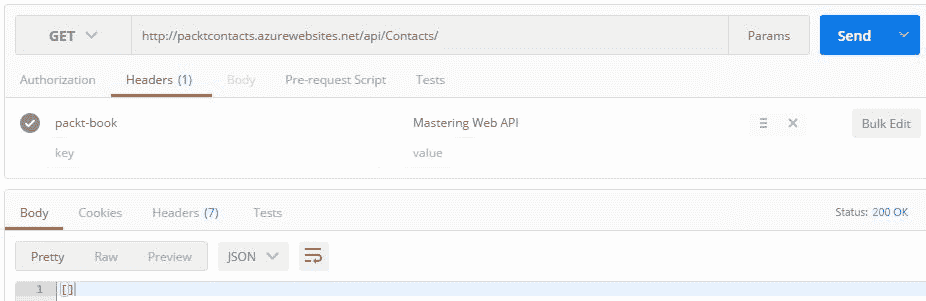 GET http://packtcontacts.azurewebsites.net/api/Contacts/ Params Send
Authorization Headers (1) Body Pre-request Script Tests
packt-book Mastering Web API Bulk Edit
key value
Body Cookies Headers (7) Tests Status: 200 OK
Pretty Raw Preview JSON
1 []